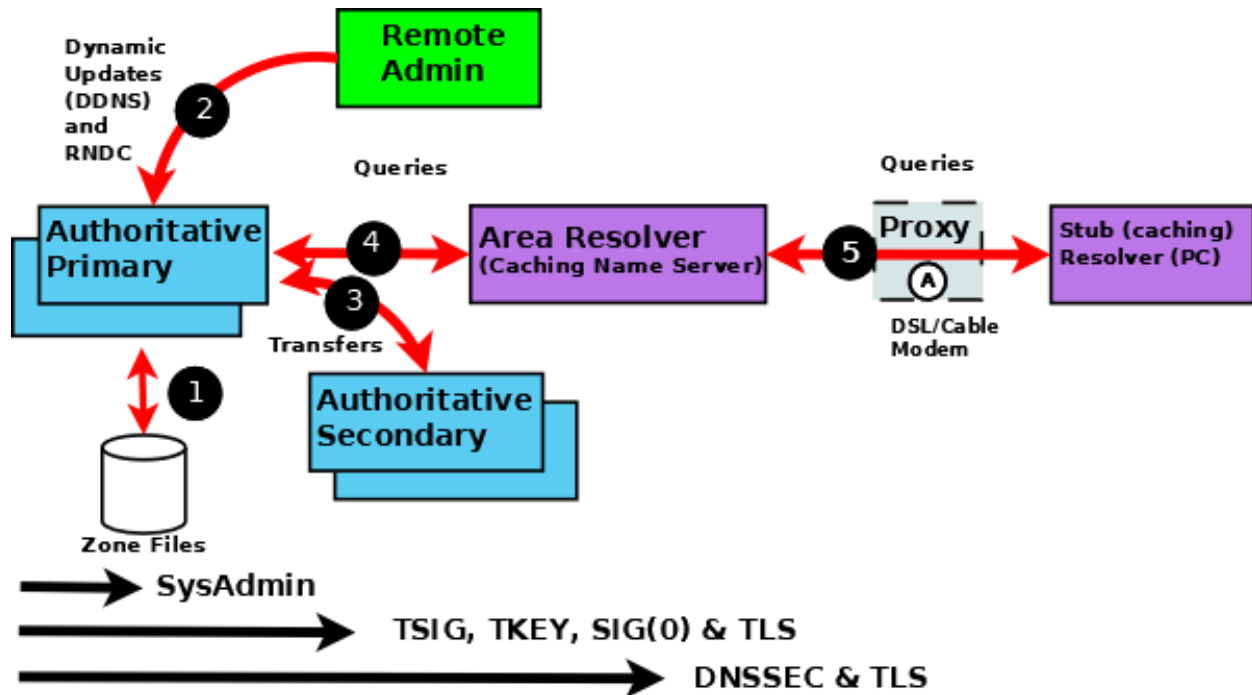 Dynamic
Updates
(DDNS)
and
RNDC
2
Remote
Admin
Queries
Queries
Authoritative
Primary
4
Area Resolver
(Caching Name Server)
5
Proxy
A
DSL/Cable
Modem
Stub (caching)
Resolver (PC)
3
Transfers
1
Authoritative
Secondary
Zone Files
SysAdmin
TSIG, TKEY, SIG(0) & TLS
DNSSEC & TLS